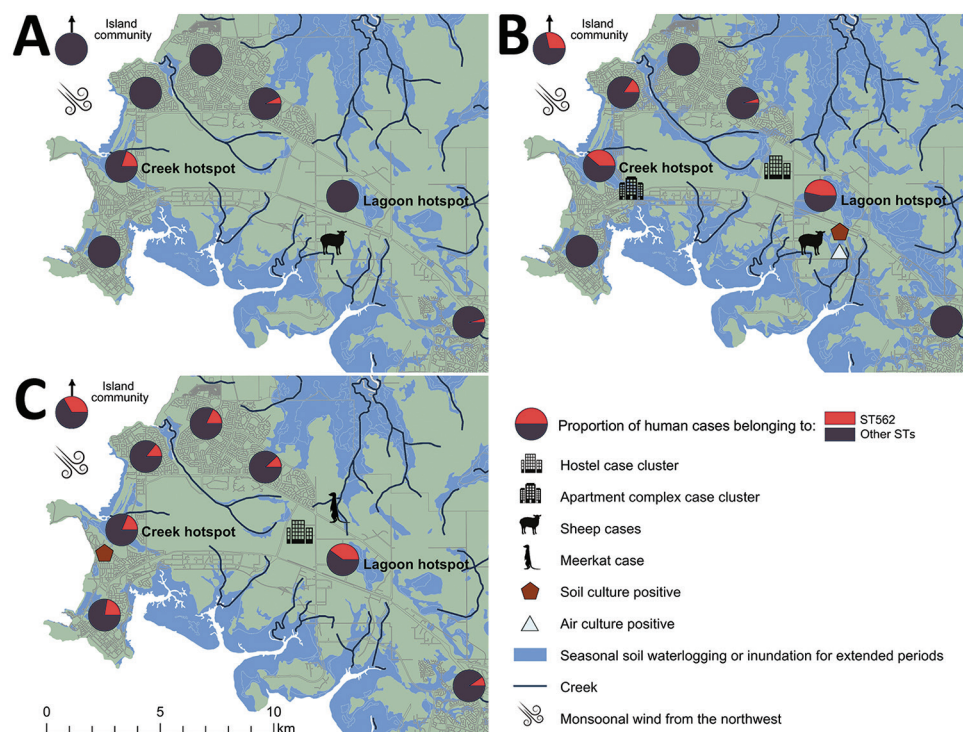 A
Island
community
Creek hotspot
Lagoon hotspot
B
Island
community
Creek hotspot
Lagoon hotspot
C
Island
community
Creek hotspot
Lagoon hotspot
0 5 10
km
Proportion of human cases belonging to:
ST562
Other STs
Hostel case cluster
Apartment complex case cluster
Sheep cases
Meerkat case
Soil culture positive
Air culture positive
Seasonal soil waterlogging or inundation for extended periods
Creek
Monsoonal wind from the northwest